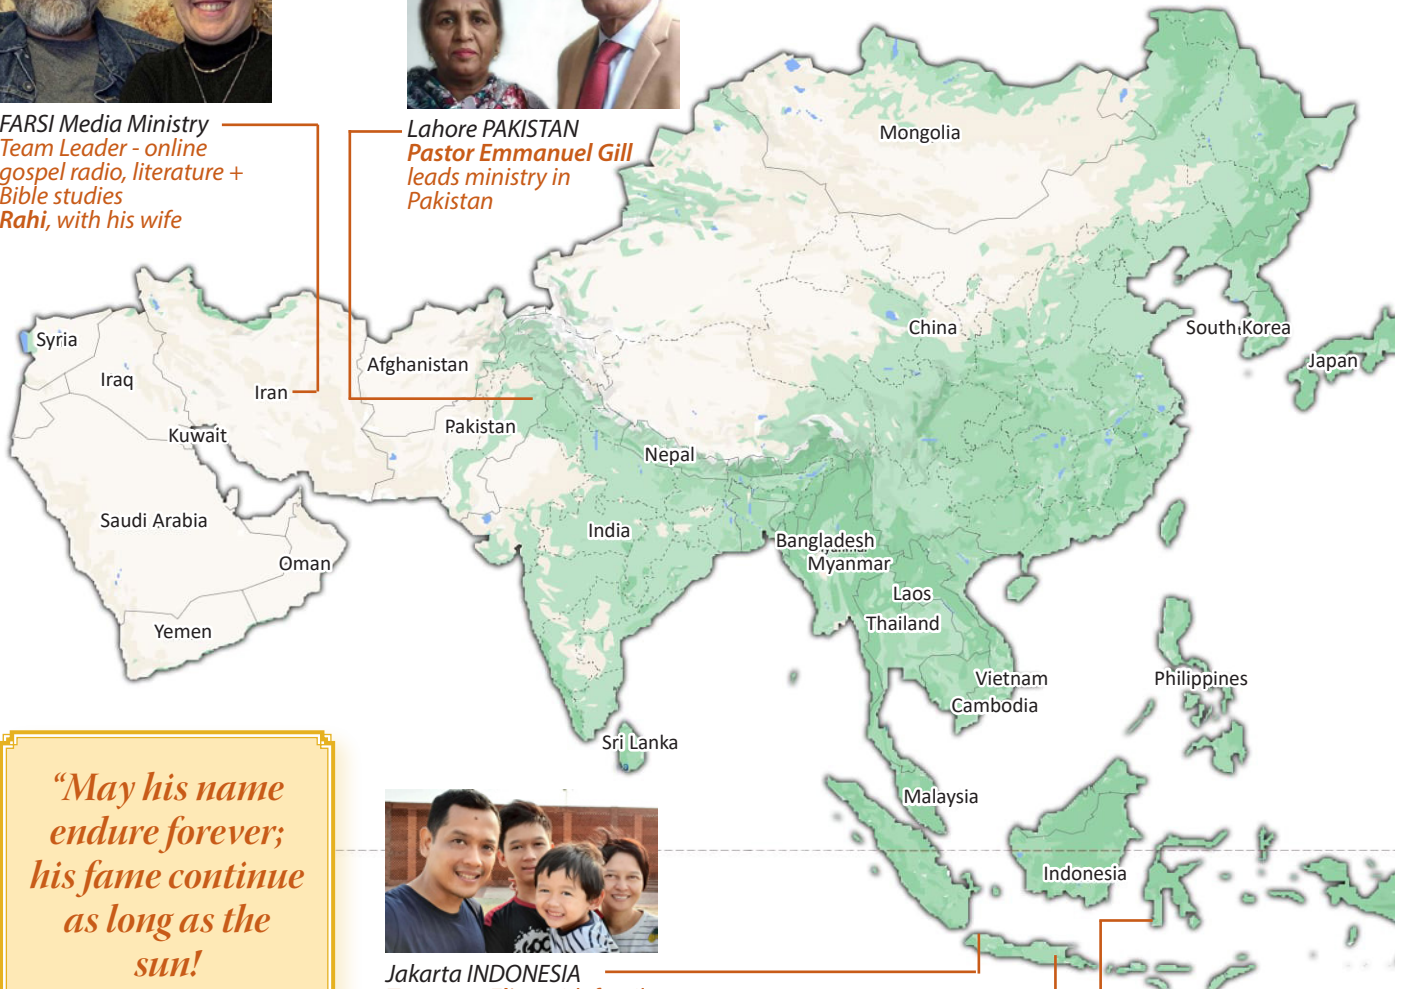 FARSI Media Ministry
Team Leader - online
gospel radio, literature +
Bible studies
Rahi, with his wife
Lahore PAKISTAN
Pastor Emmanuel Gill
leads ministry in
Pakistan
Mongolia
China
South Korea
Japan
Syria
Iraq
Iran
Afghanistan
Kuwait
Pakistan
Nepal
Saudi Arabia
Oman
Yemen
India
Bangladesh
Myanmar
Laos
Thailand
Vietnam
Cambodia
Philippines
Sri Lanka
Malaysia
Indonesia
“May his name
endure forever;
his fame continue
as long as the
sun!
Jakarta INDONESIA